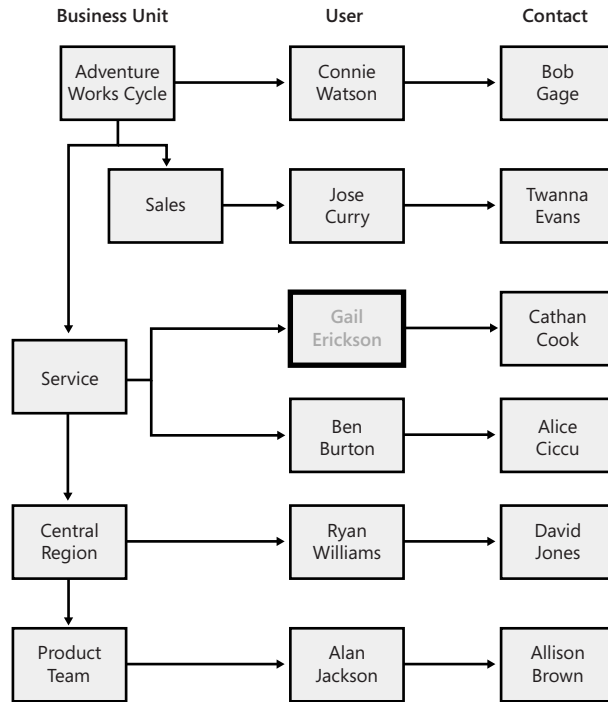 Business Unit User Contact
Adventure
Works Cycle
Connie
Watson
Bob
Gage
Sales
Jose
Curry
Twanna
Evans
Service
Gail
Erickson
Cathan
Cook
Ben
Burton
Alice
Ciccu
Central
Region
Ryan
Williams
David
Jones
Product
Team
Alan
Jackson
Allison
Brown